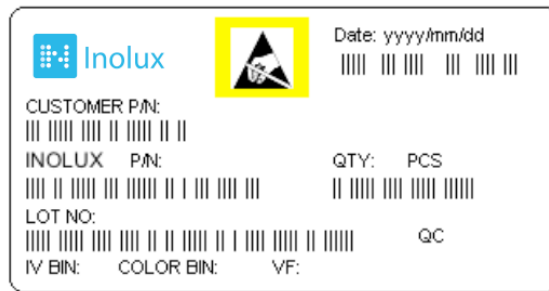 Inolux
Date: yyyy/mm/dd
CUSTOMER P/N:
INOLUX P/N:
QTY: PCS
LOT NO:
QC
IV BIN: COLOR BIN: VF: